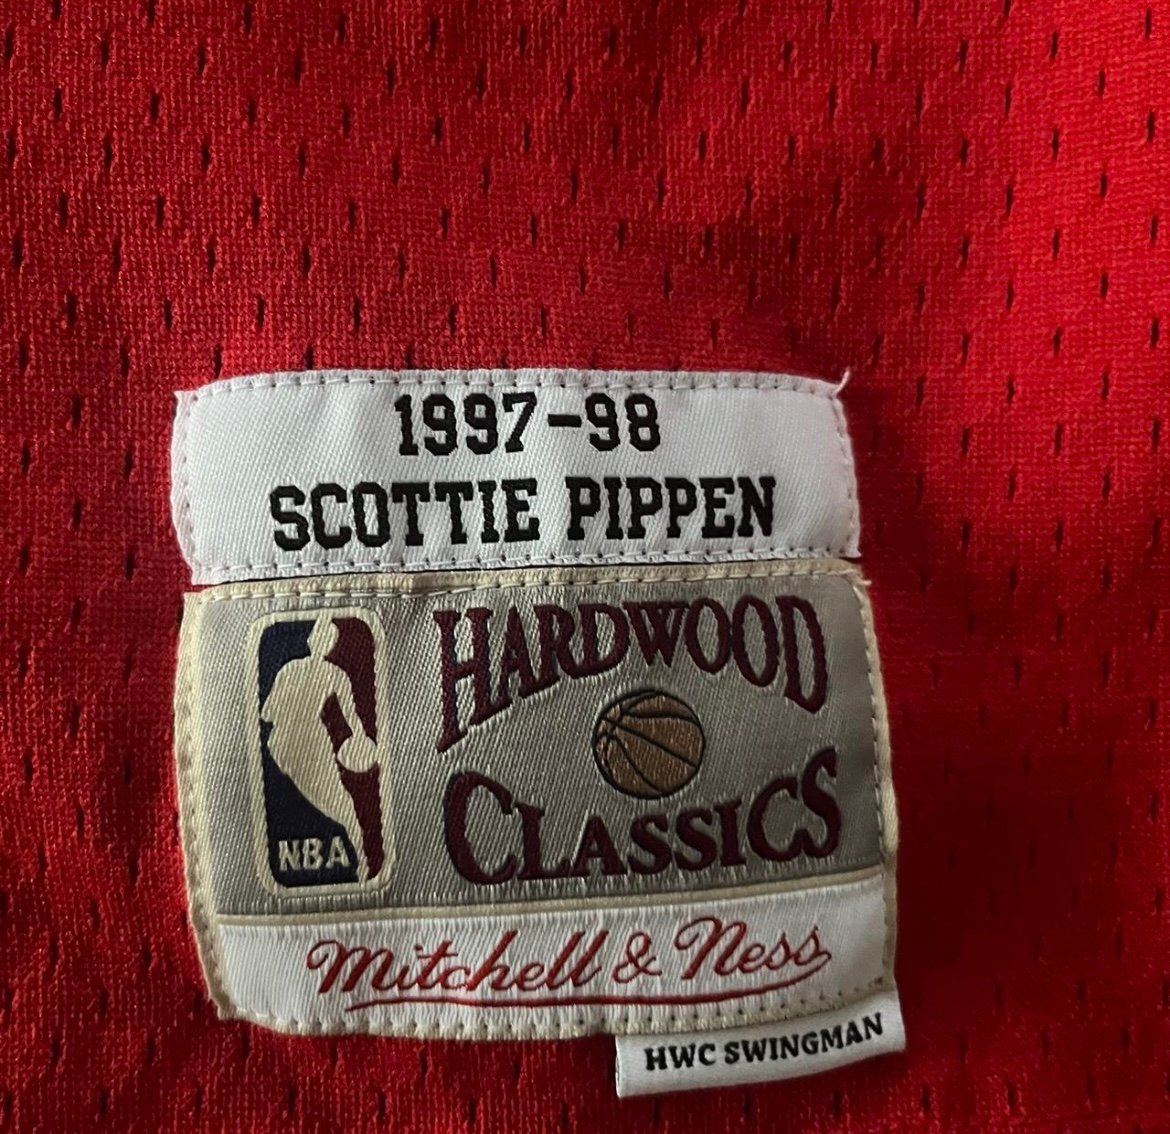 1997-98
SCOTTIE PIPPEN
HARDWOOD
CLASSICS
NBA
Mitchell & Ness
HWC SWINGMAN